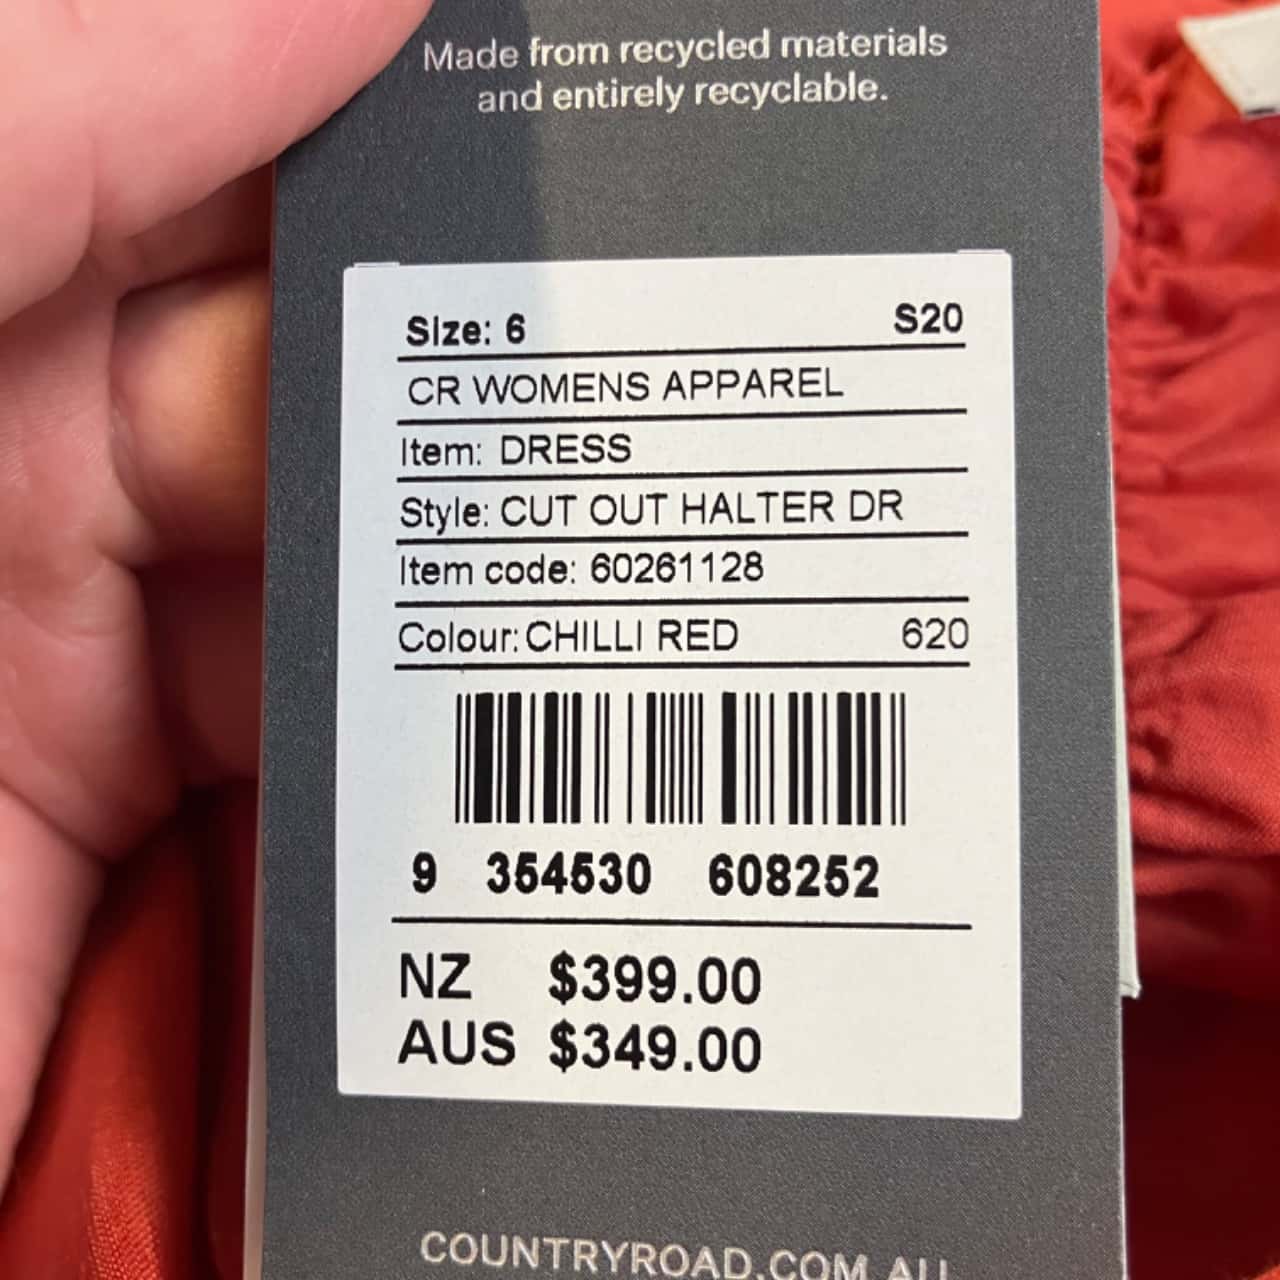 Made from recycled materials
and entirely recyclable.
Size: 6 S20
CR WOMENS APPAREL
Item: DRESS
Style: CUT OUT HALTER DR
Item code: 60261128
Colour: CHILLI RED 620
9 354530 608252
NZ $399.00
AUS $349.00
COUNTRYROAD.COM.AU